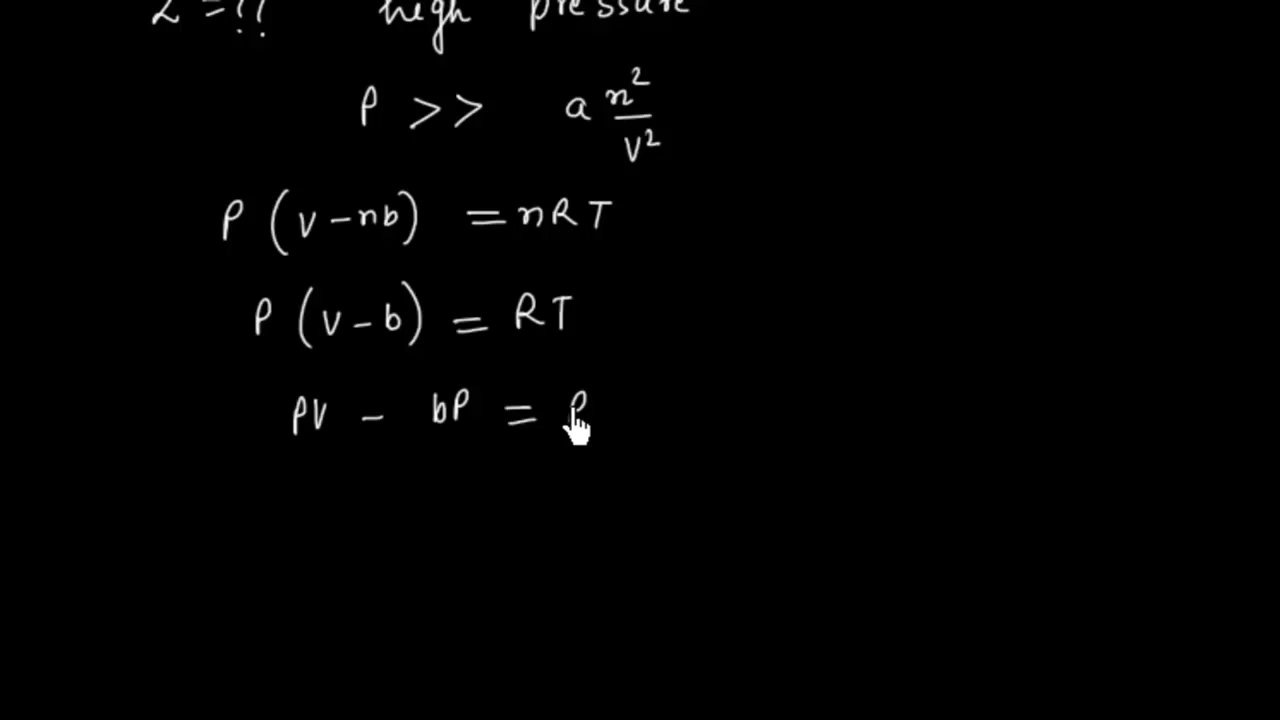 Z = ?? high pressure
P >> a n²/V²
P (V - nb) = nRT
P (V - b) = RT
PV - bP =